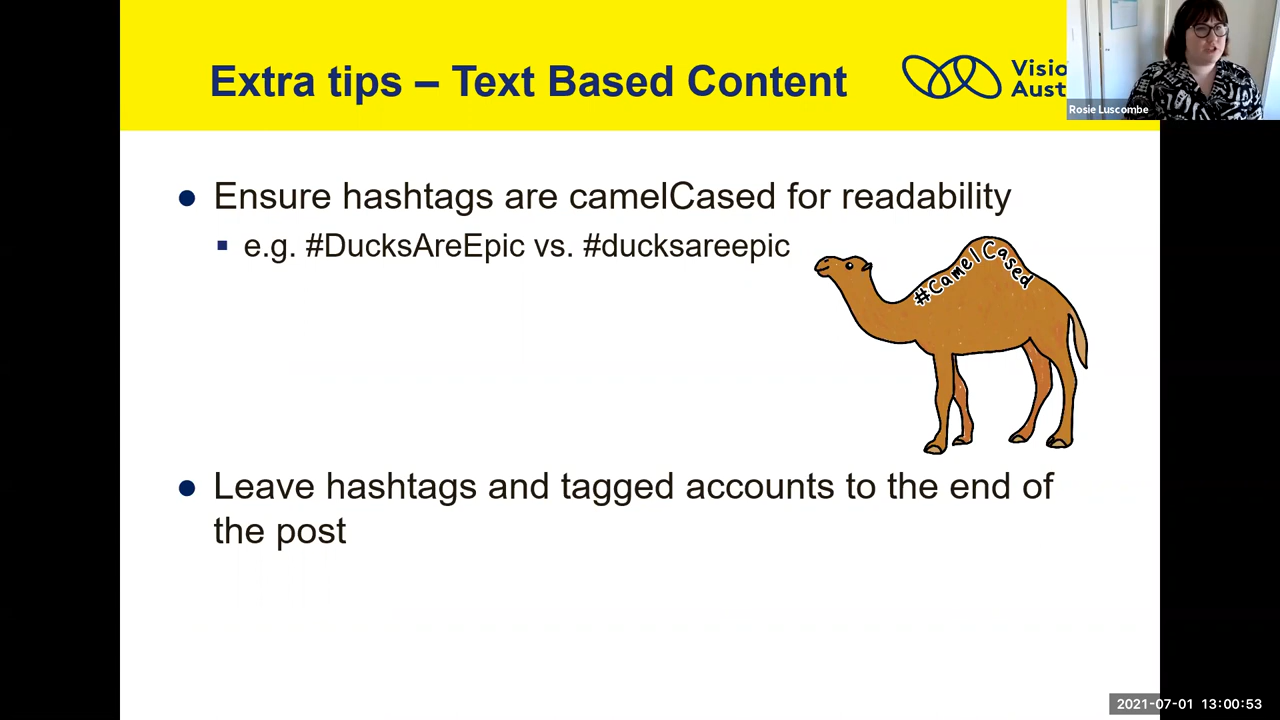 Extra tips – Text Based Content
Visio
Aust
Rosie Luscombe
Ensure hashtags are camelCased for readability
e.g. #DucksAreEpic vs. #ducksareepic
#CamelCased
Leave hashtags and tagged accounts to the end of
the post
2021-07-01 13:00:53